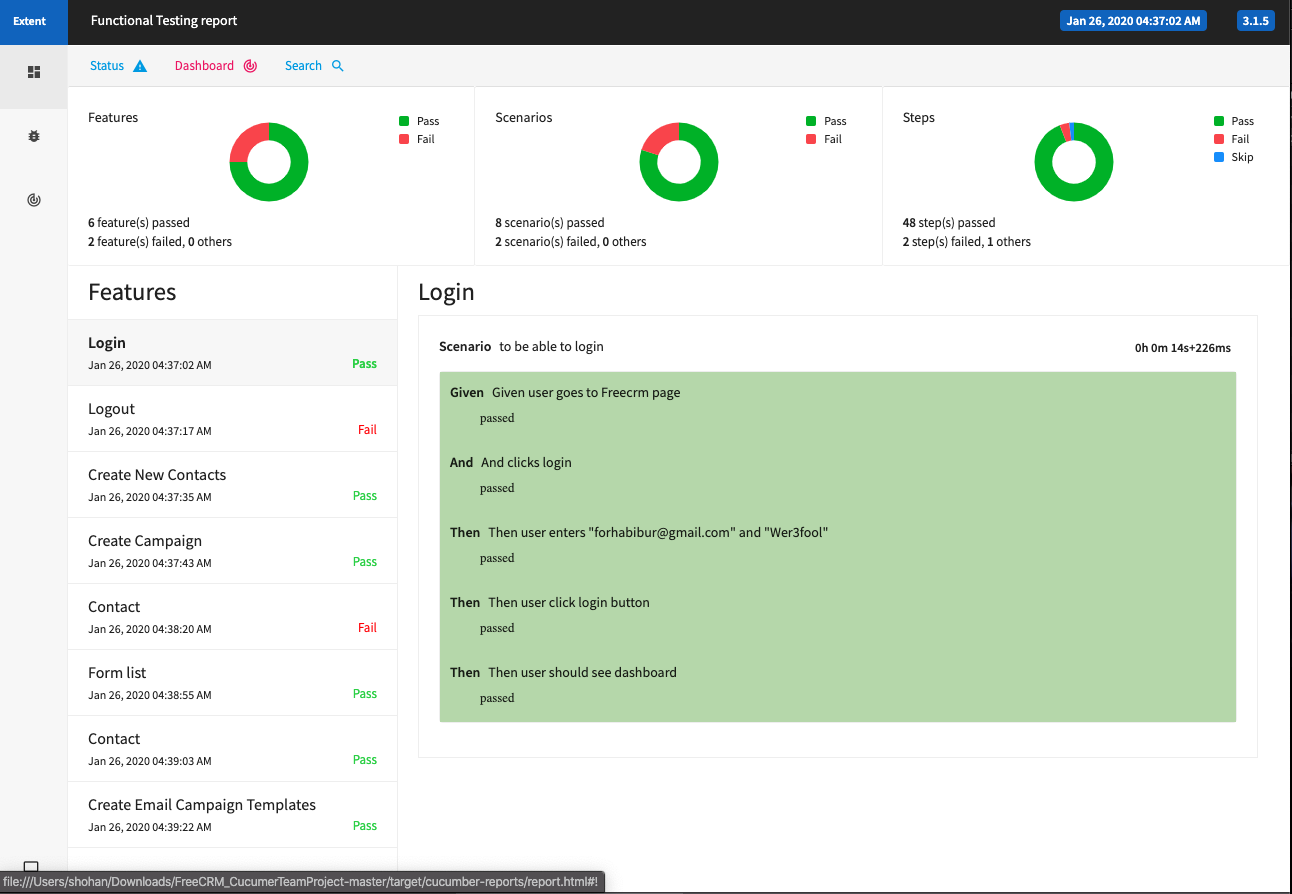 Extent
Functional Testing report
Jan 26, 2020 04:37:02 AM
3.1.5
Status
Dashboard
Search
Features
Pass
Fail
6 feature(s) passed
2 feature(s) failed, 0 others
Scenarios
Pass
Fail
8 scenario(s) passed
2 scenario(s) failed, 0 others
Steps
Pass
Fail
Skip
48 step(s) passed
2 step(s) failed, 1 others
Features
Login
Jan 26, 2020 04:37:02 AM Pass
Logout
Jan 26, 2020 04:37:17 AM Fail
Create New Contacts
Jan 26, 2020 04:37:35 AM Pass
Create Campaign
Jan 26, 2020 04:37:43 AM Pass
Contact
Jan 26, 2020 04:38:20 AM Fail
Form list
Jan 26, 2020 04:38:55 AM Pass
Contact
Jan 26, 2020 04:39:03 AM Pass
Create Email Campaign Templates
Jan 26, 2020 04:39:22 AM Pass
Login
Scenario to be able to login 0h 0m 14s+226ms
Given Given user goes to Freecrm page
passed
And And clicks login
passed
Then Then user enters "forhabibur@gmail.com" and "Wer3fool"
passed
Then Then user click login button
passed
Then Then user should see dashboard
passed
file:///Users/shohan/Downloads/FreeCRM_CucumerTeamProject-master/target/cucumber-reports/report.html#!